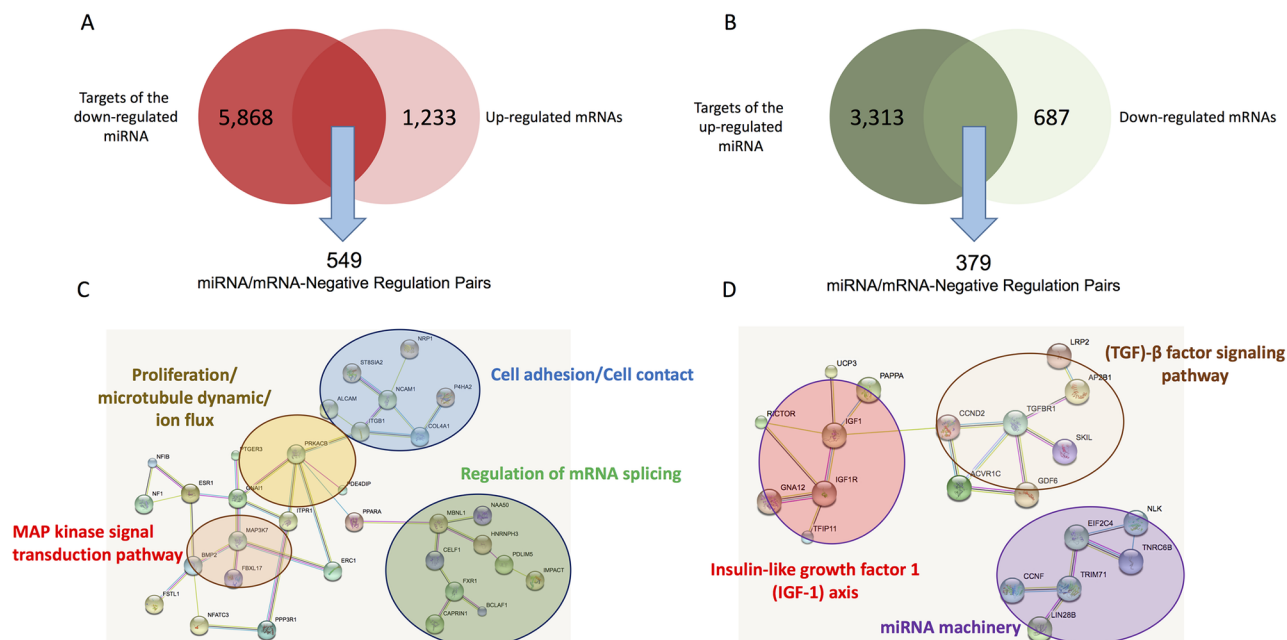 A
Targets of the
down-regulated
miRNA
5,868
1,233
Up-regulated mRNAs
549
miRNA/mRNA-Negative Regulation Pairs
B
Targets of the
up-regulated
miRNA
3,313
687
Down-regulated mRNAs
379
miRNA/mRNA-Negative Regulation Pairs
C
Proliferation/
microtubule dynamic/
ion flux
Cell adhesion/Cell contact
Regulation of mRNA splicing
MAP kinase signal
transduction pathway
NRP1
ST8SIA2
NCAM1
P4HA2
ALCAM
ITGB1
COL4A1
PRKACB
PTGER3
NFIB
ESR1
GNAI1
PDE4DIP
NF1
ITPR1
PPARA
MAP3K7
BMP2
FBXL17
ERC1
FSTL1
NFATC3
PPP3R1
MBNL1
NAA50
HNRNPH3
CELF1
PDLIM5
IMPACT
FXR1
BCLAF1
CAPRIN1
D
(TGF)-β factor signaling
pathway
Insulin-like growth factor 1
(IGF-1) axis
miRNA machinery
UCP3
PAPPA
RICTOR
IGF1
IGF1R
GNA12
TFIP11
LRP2
AP2B1
CCND2
TGFBR1
SKIL
ACVR1C
GDF6
NLK
EIF2C4
TNRC6B
CCNF
TRIM71
LIN28B